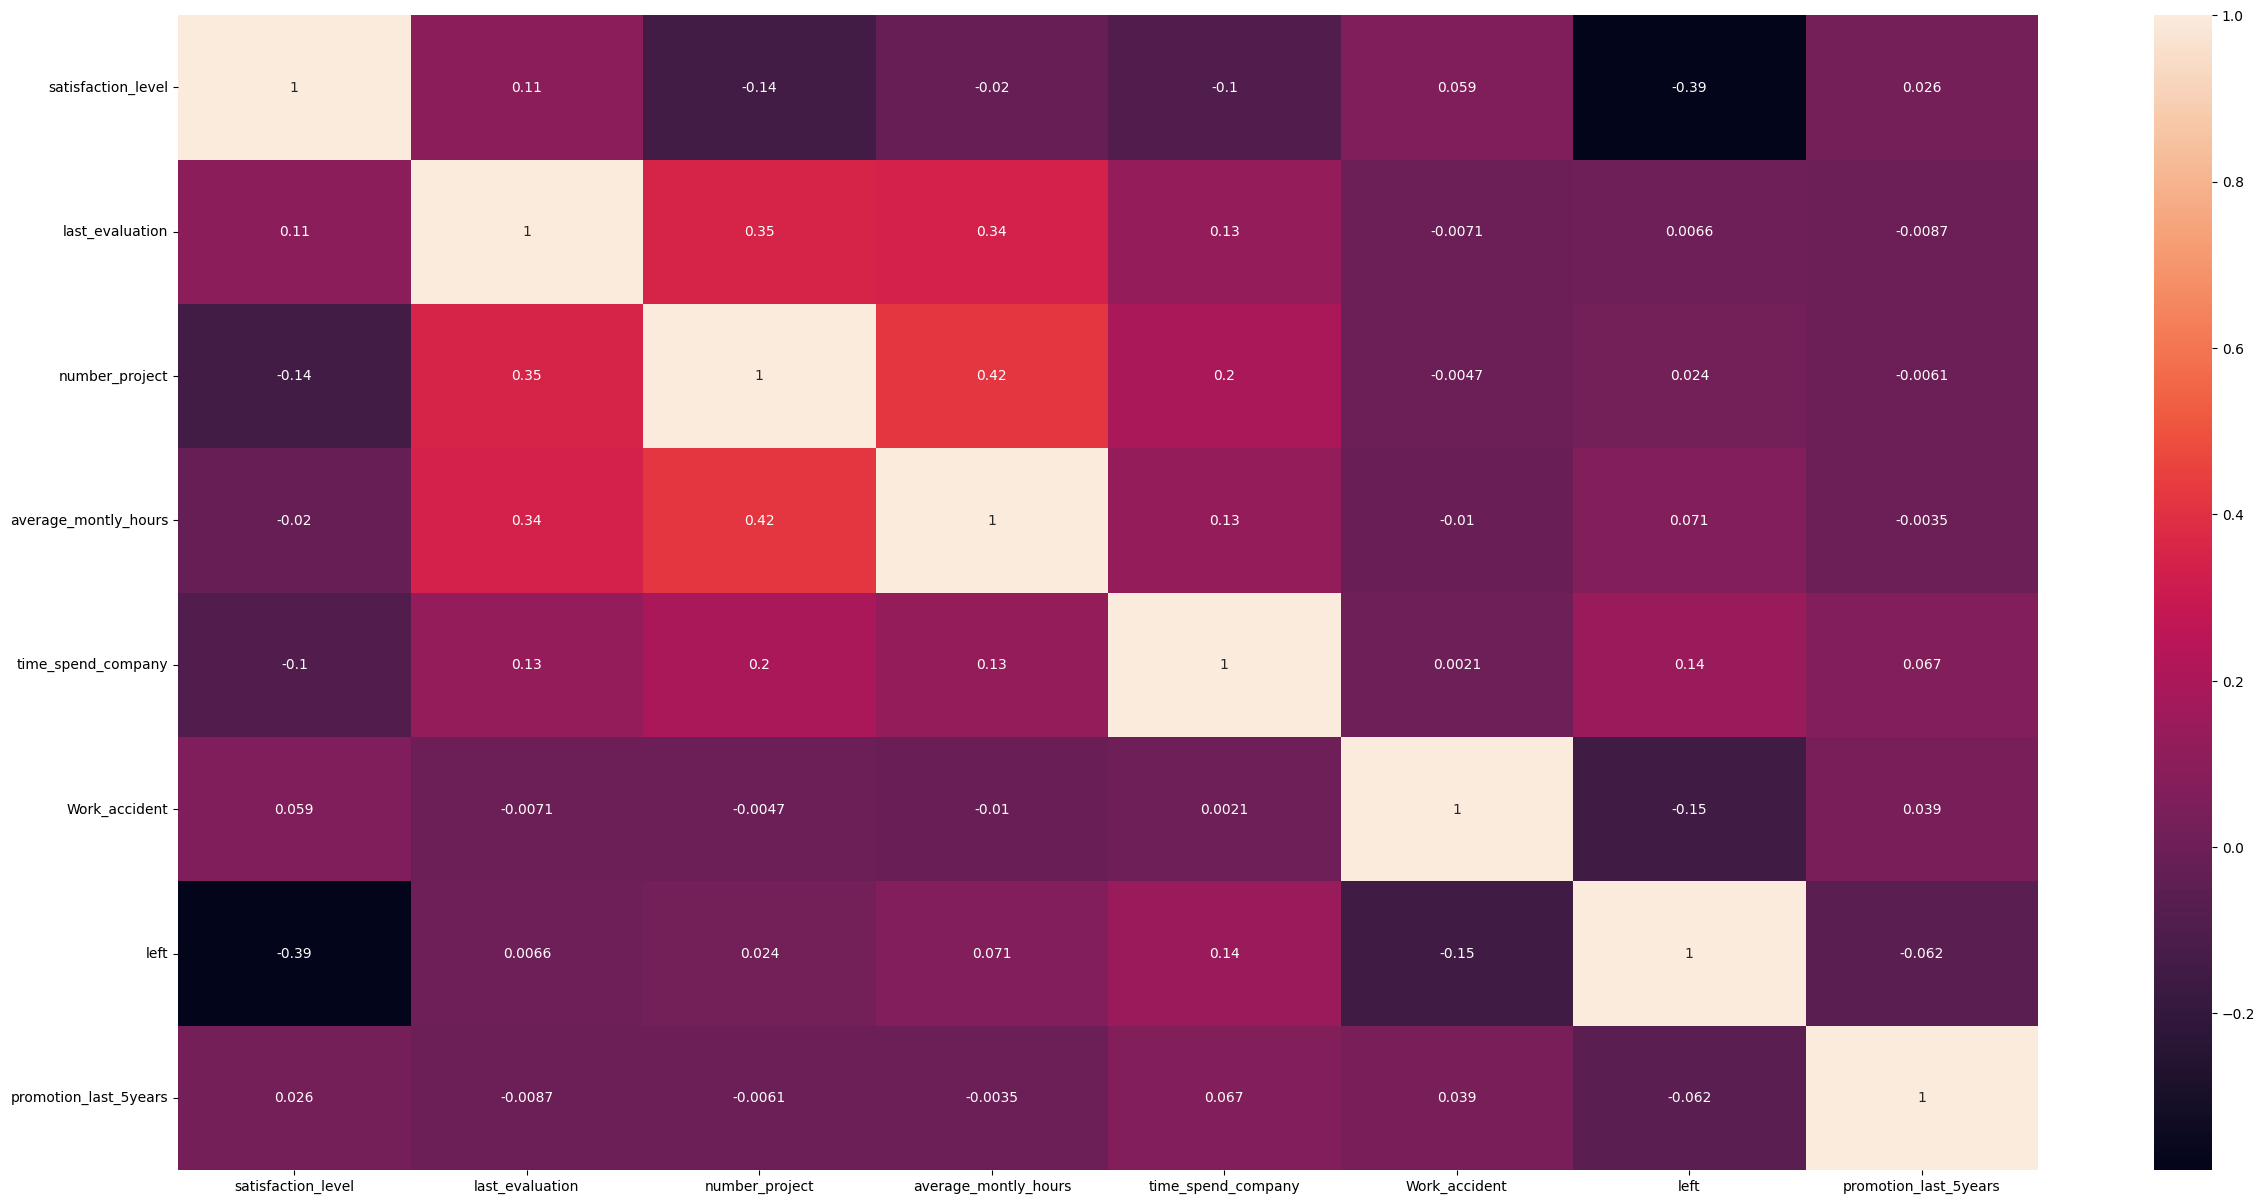 satisfaction_level 1 0.11 -0.14 -0.02 -0.1 0.059 -0.39 0.026
last_evaluation 0.11 1 0.35 0.34 0.13 -0.0071 0.0066 -0.0087
number_project -0.14 0.35 1 0.42 0.2 -0.0047 0.024 -0.0061
average_montly_hours -0.02 0.34 0.42 1 0.13 -0.01 0.071 -0.0035
time_spend_company -0.1 0.13 0.2 0.13 1 0.0021 0.14 0.067
Work_accident 0.059 -0.0071 -0.0047 -0.01 0.0021 1 -0.15 0.039
left -0.39 0.0066 0.024 0.071 0.14 -0.15 1 -0.062
promotion_last_5years 0.026 -0.0087 -0.0061 -0.0035 0.067 0.039 -0.062 1
satisfaction_level last_evaluation number_project average_montly_hours time_spend_company Work_accident left promotion_last_5years
1.0
0.8
0.6
0.4
0.2
0.0
−0.2